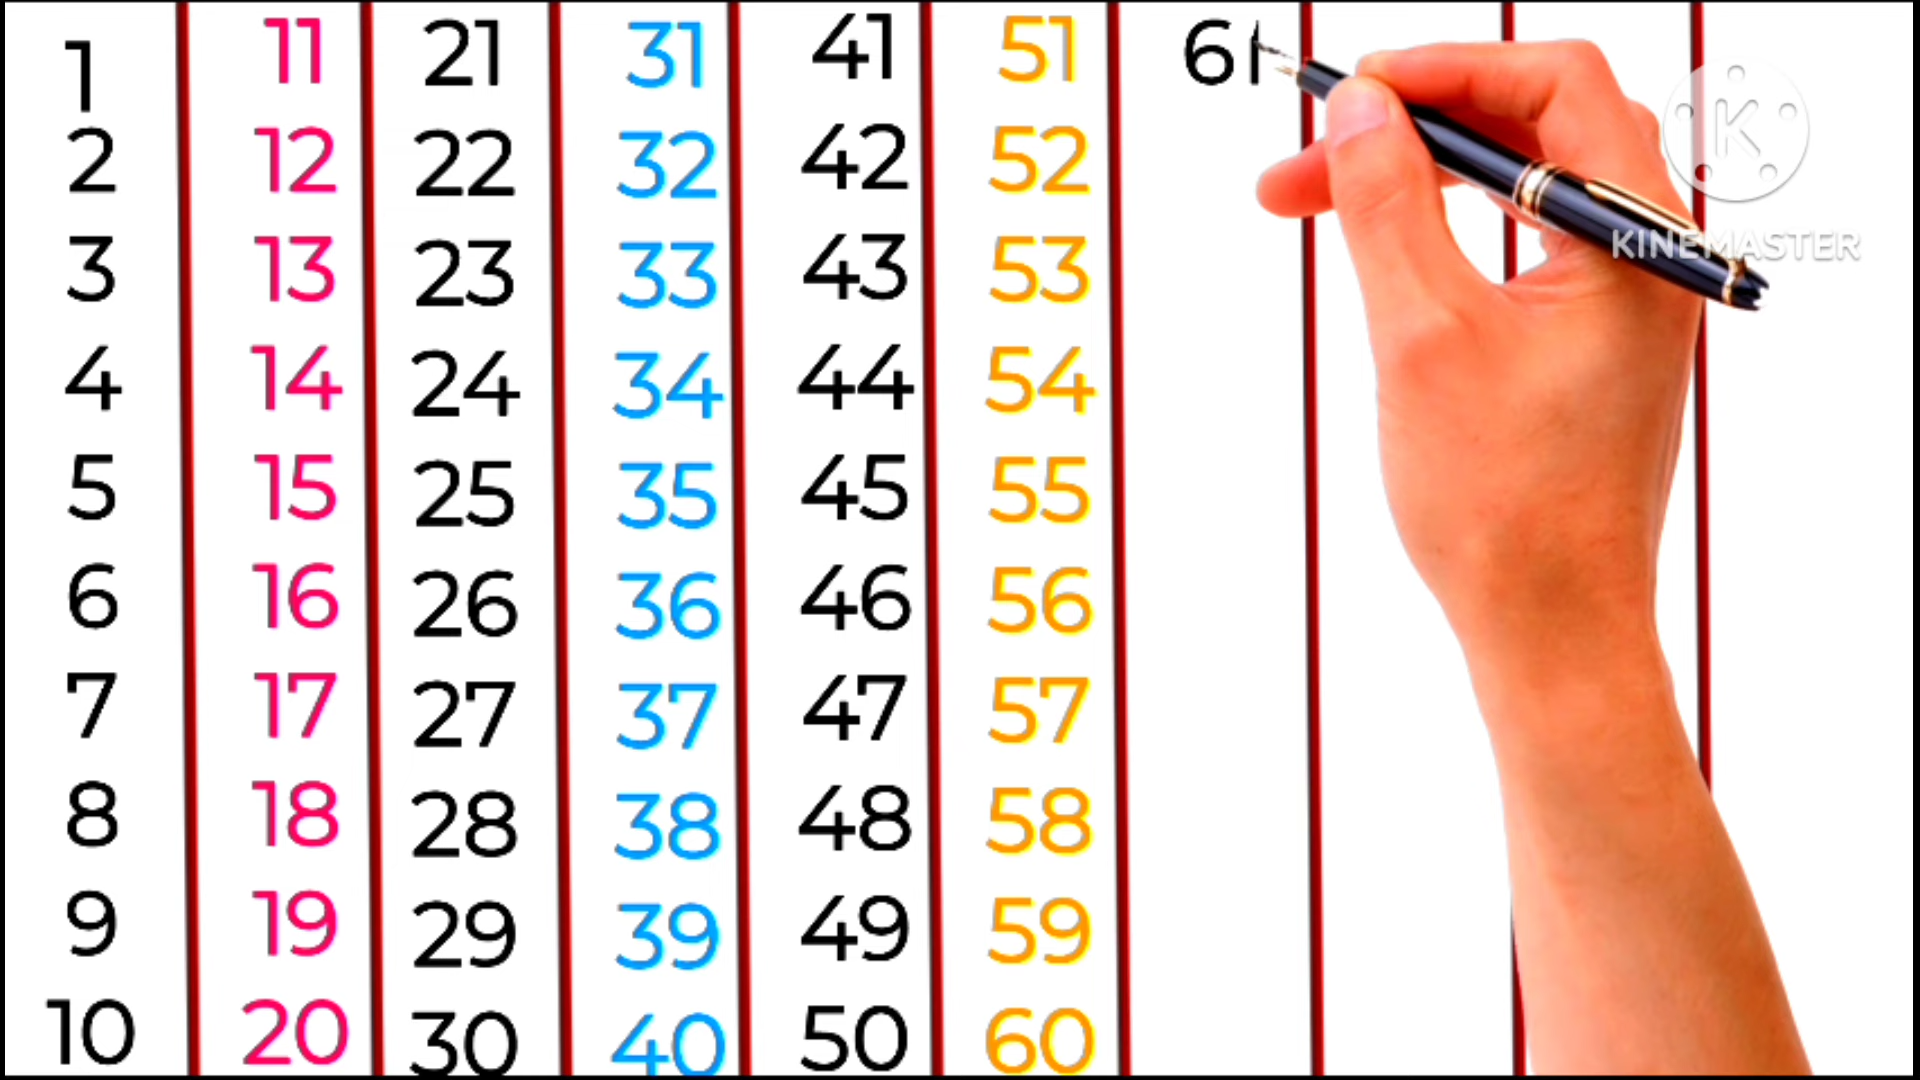 1 11 21 31 41 51 61
2 12 22 32 42 52
3 13 23 33 43 53
4 14 24 34 44 54
5 15 25 35 45 55
6 16 26 36 46 56
7 17 27 37 47 57
8 18 28 38 48 58
9 19 29 39 49 59
10 20 30 40 50 60
K
KINEMASTER